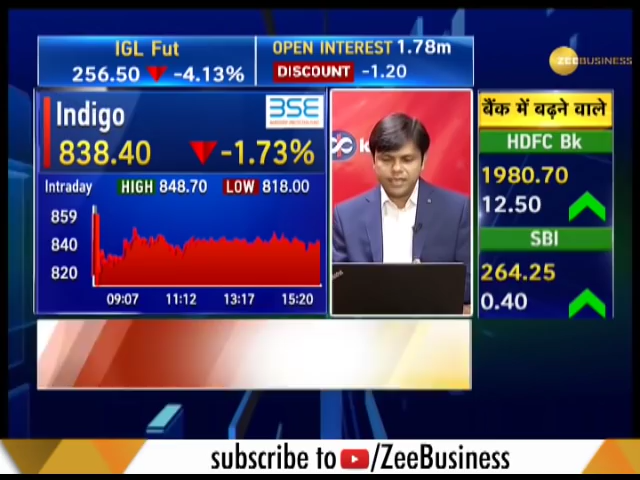 IGL Fut
256.50 -4.13%
OPEN INTEREST 1.78m
DISCOUNT -1.20
ZEEBUSINESS
Indigo
BSE
838.40 -1.73%
Intraday HIGH 848.70 LOW 818.00
859
840
820
09:07 11:12 13:17 15:20
k
बैंक में बढ़ने वाले
HDFC Bk
1980.70
12.50
SBI
264.25
0.40
subscribe to /ZeeBusiness